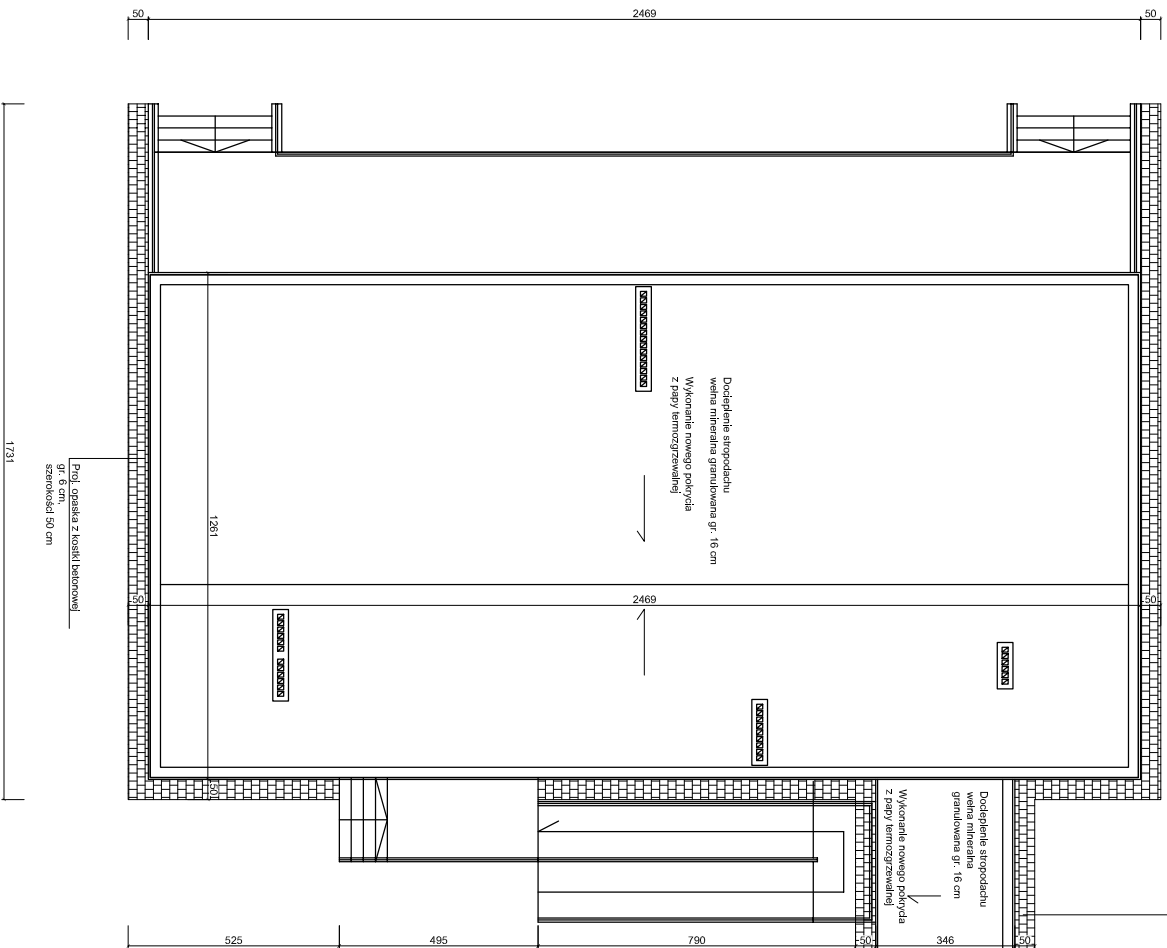 50
2469
50
Docieplenie stropodachu
wełna mineralna granulowana gr. 16 cm
Wykonanie nowego pokrycia
z papy termozgrzewalnej
1731
Proj. opaska z kostki betonowej
gr. 6 cm,
szerokości 50 cm
1261
50
2469
50
50
Docieplenie stropodachu
wełna mineralna
granulowana gr. 16 cm
Wykonanie nowego pokrycia
z papy termozgrzewalnej
525
495
790
50
346
50